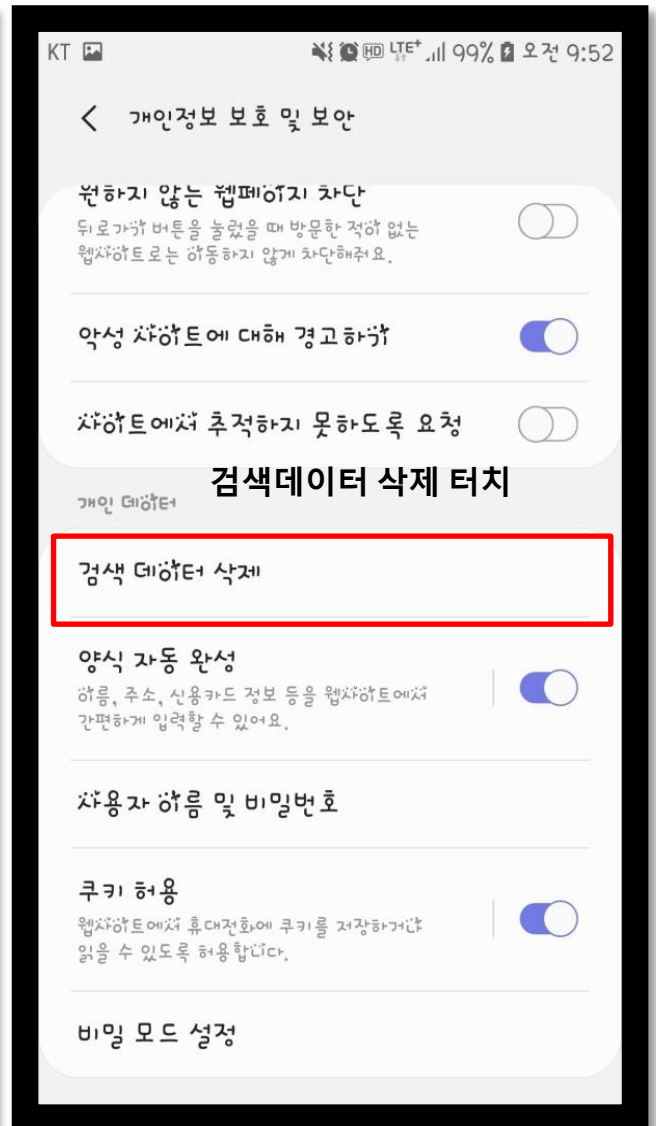 KT HD LTE+ 99% 오전 9:52
개인정보 보호 및 보안
원하지 않는 웹페이지 차단
뒤로가기 버튼을 눌렀을 때 방문한 적이 없는
웹사이트로는 이동하지 않게 차단해줘요.
악성 사이트에 대해 경고하기
사이트에서 추적하지 못하도록 요청
검색데이터 삭제 터치
개인 데이터
검색 데이터 삭제
양식 자동 완성
이름, 주소, 신용카드 정보 등을 웹사이트에서
간편하게 입력할 수 있어요.
사용자 이름 및 비밀번호
쿠키 허용
웹사이트에서 휴대전화에 쿠키를 저장하거나
읽을 수 있도록 허용합니다.
비밀 모드 설정